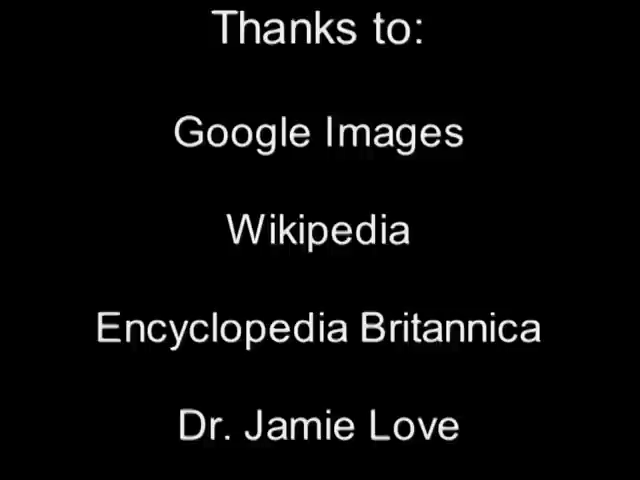 Thanks to:
Google Images
Wikipedia
Encyclopedia Britannica
Dr. Jamie Love